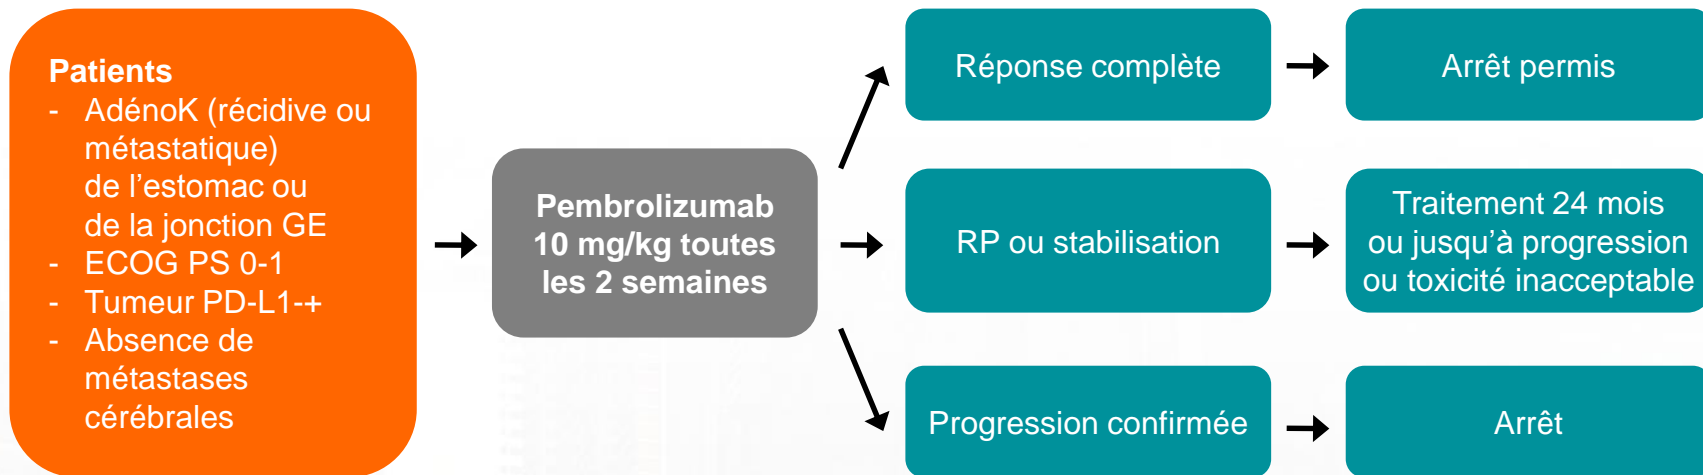 Patients
- AdénoK (récidive ou
métastatique)
de l'estomac ou
de la jonction GE
- ECOG PS 0-1
- Tumeur PD-L1-+
- Absence de
métastases
cérébrales
Pembrolizumab
10 mg/kg toutes
les 2 semaines
Réponse complète
Arrêt permis
RP ou stabilisation
Traitement 24 mois
ou jusqu'à progression
ou toxicité inacceptable
Progression confirmée
Arrêt